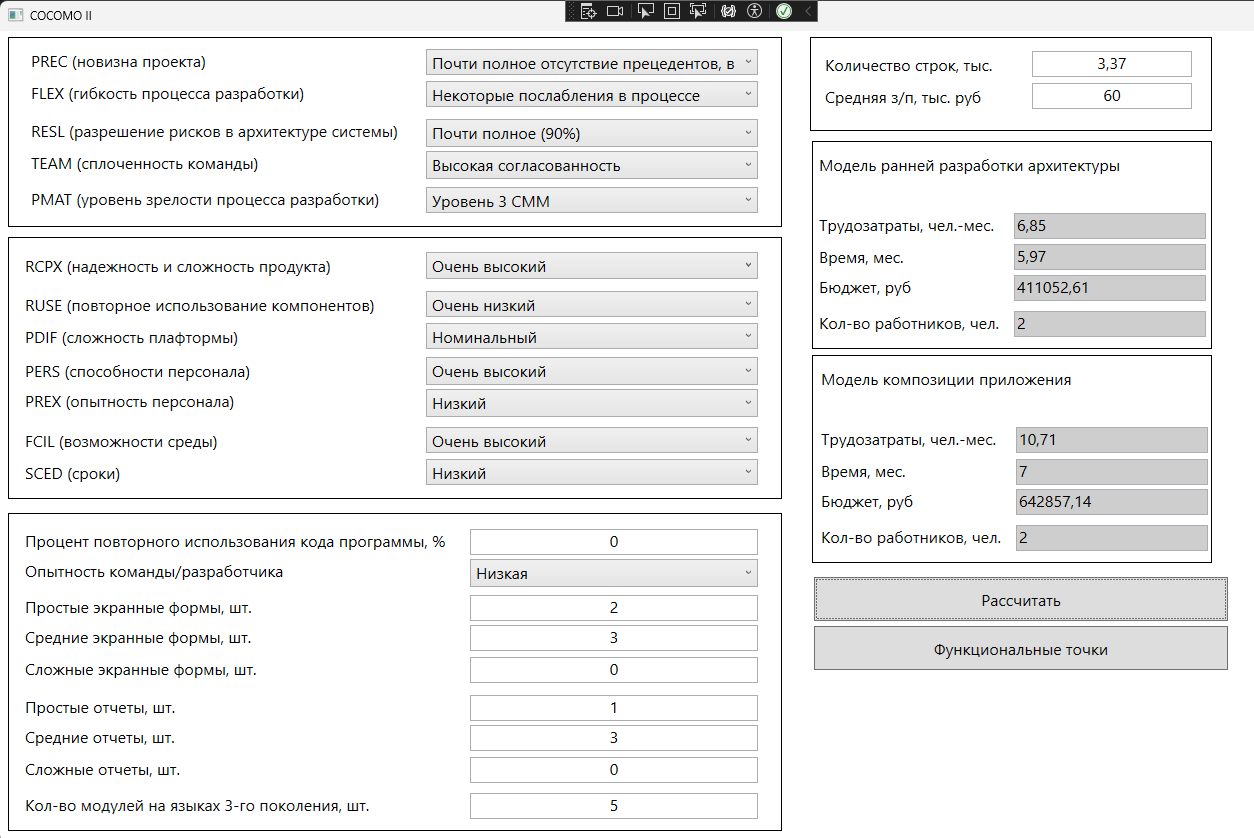 COCOMO II
PREC (новизна проекта)
Почти полное отсутствие прецедентов, в
FLEX (гибкость процесса разработки)
Некоторые послабления в процессе
RESL (разрешение рисков в архитектуре системы)
Почти полное (90%)
TEAM (сплоченность команды)
Высокая согласованность
PMAT (уровень зрелости процесса разработки)
Уровень 3 СММ
RCPX (надежность и сложность продукта)
Очень высокий
RUSE (повторное использование компонентов)
Очень низкий
PDIF (сложность плафтормы)
Номинальный
PERS (способности персонала)
Очень высокий
PREX (опытность персонала)
Низкий
FCIL (возможности среды)
Очень высокий
SCED (сроки)
Низкий
Процент повторного использования кода программы, %
0
Опытность команды/разработчика
Низкая
Простые экранные формы, шт.
2
Средние экранные формы, шт.
3
Сложные экранные формы, шт.
0
Простые отчеты, шт.
1
Средние отчеты, шт.
3
Сложные отчеты, шт.
0
Кол-во модулей на языках 3-го поколения, шт.
5
Количество строк, тыс.
3,37
Средняя з/п, тыс. руб
60
Модель ранней разработки архитектуры
Трудозатраты, чел.-мес.
6,85
Время, мес.
5,97
Бюджет, руб
411052,61
Кол-во работников, чел.
2
Модель композиции приложения
Трудозатраты, чел.-мес.
10,71
Время, мес.
7
Бюджет, руб
642857,14
Кол-во работников, чел.
2
Рассчитать
Функциональные точки